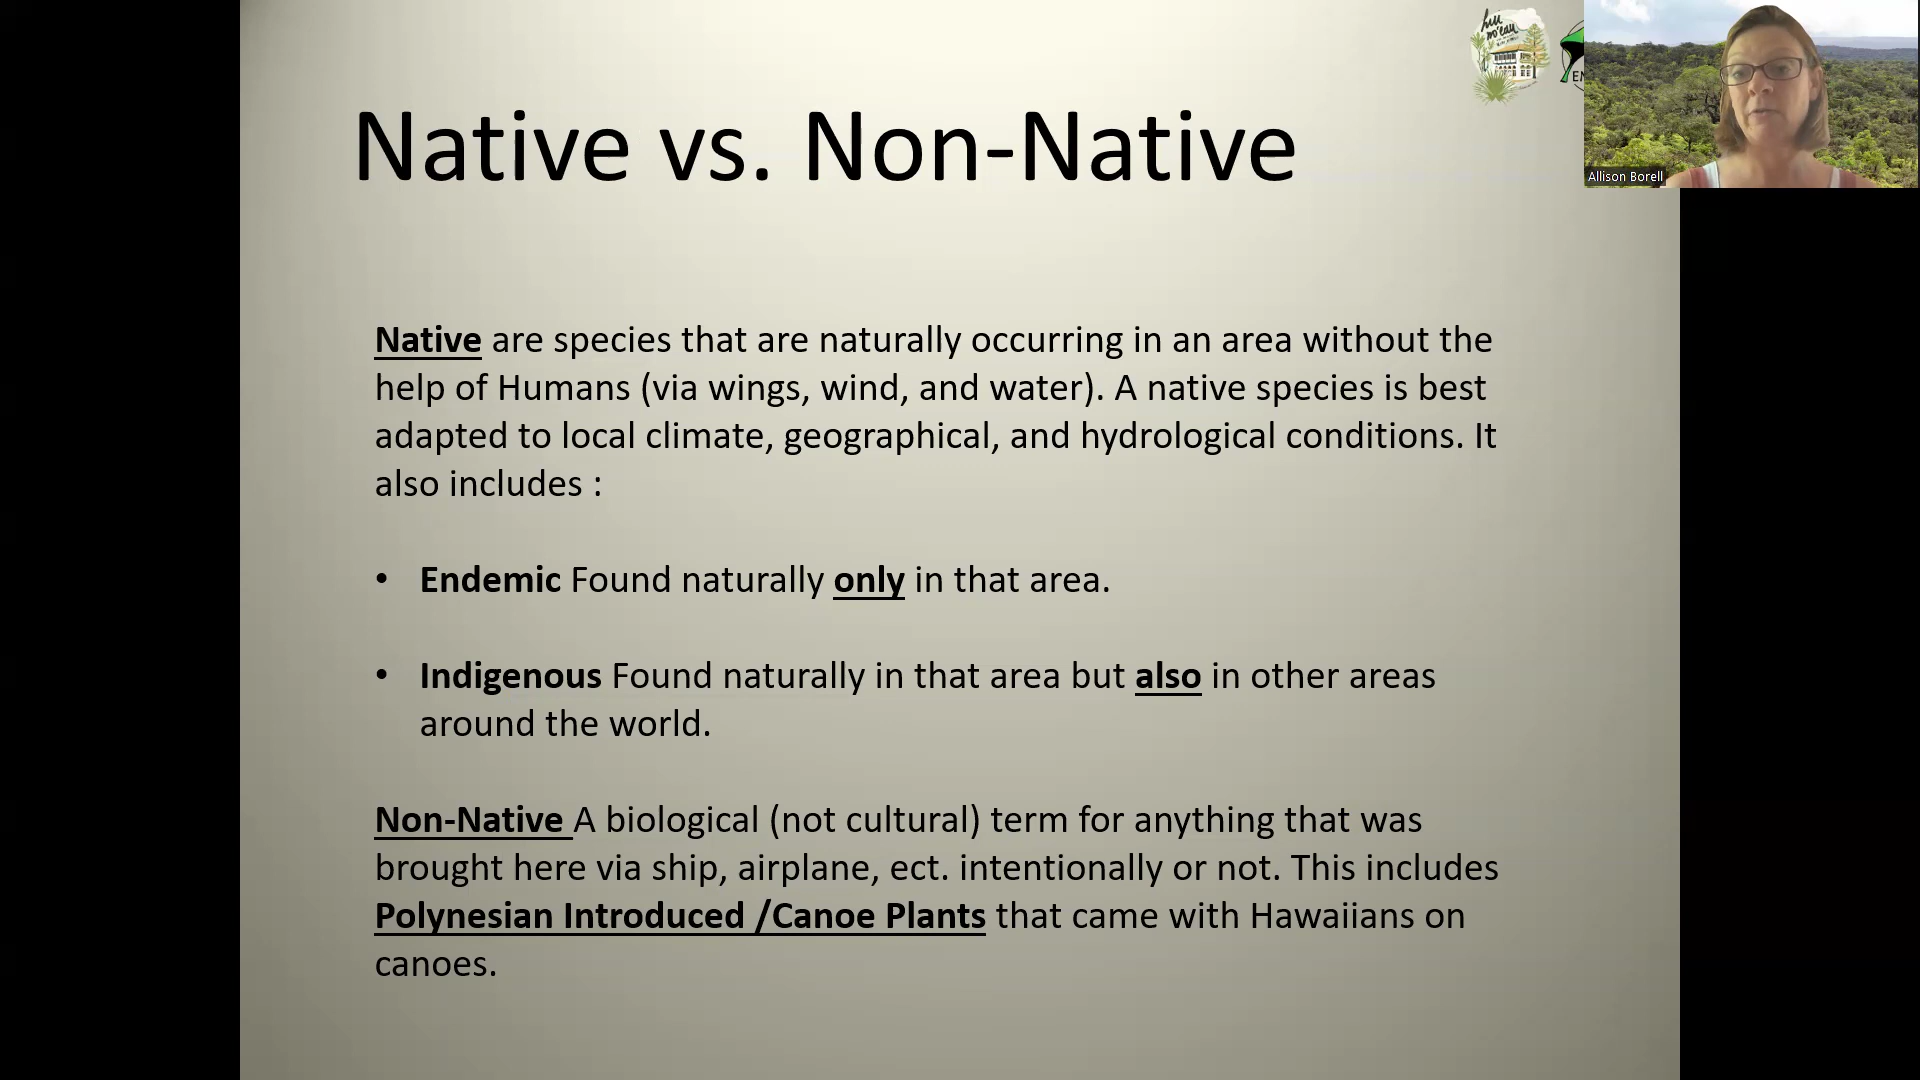 hui
no'eau
EN
Allison Borell
Native vs. Non-Native
Native are species that are naturally occurring in an area without the
help of Humans (via wings, wind, and water). A native species is best
adapted to local climate, geographical, and hydrological conditions. It
also includes :
• Endemic Found naturally only in that area.
• Indigenous Found naturally in that area but also in other areas
around the world.
Non-Native A biological (not cultural) term for anything that was
brought here via ship, airplane, ect. intentionally or not. This includes
Polynesian Introduced /Canoe Plants that came with Hawaiians on
canoes.